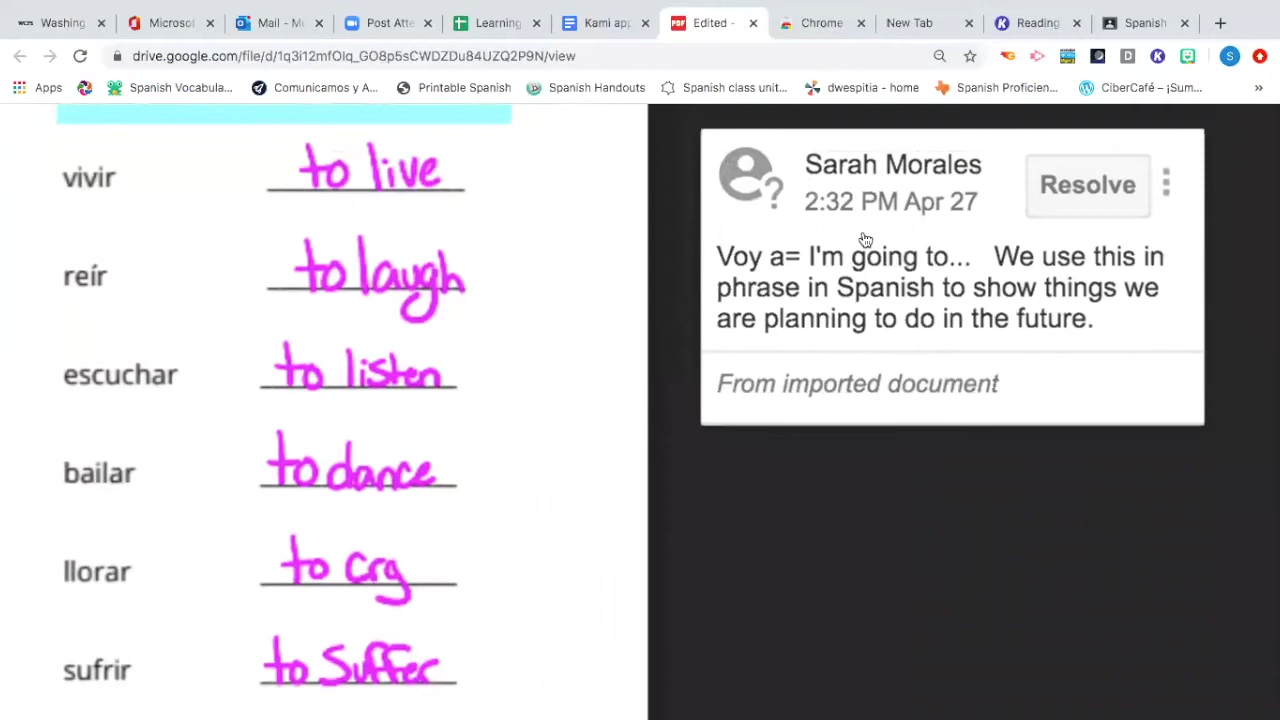 Washing
Microsof
Mail - Mu
Post Atte
Learning
Kami app
Edited -
Chrome
New Tab
Reading
Spanish
drive.google.com/file/d/1q3i12mfOlq_GO8p5sCWDZDu84UZQ2P9N/view
Apps
Spanish Vocabula...
Comunicamos y A...
Printable Spanish
Spanish Handouts
Spanish class unit...
dwespitia - home
Spanish Proficien...
CiberCafé – ¡Sum...
vivir to live
reír to laugh
escuchar to listen
bailar to dance
llorar to cry
sufrir to suffer
Sarah Morales
2:32 PM Apr 27
Resolve
Voy a= I'm going to... We use this in
phrase in Spanish to show things we
are planning to do in the future.
From imported document